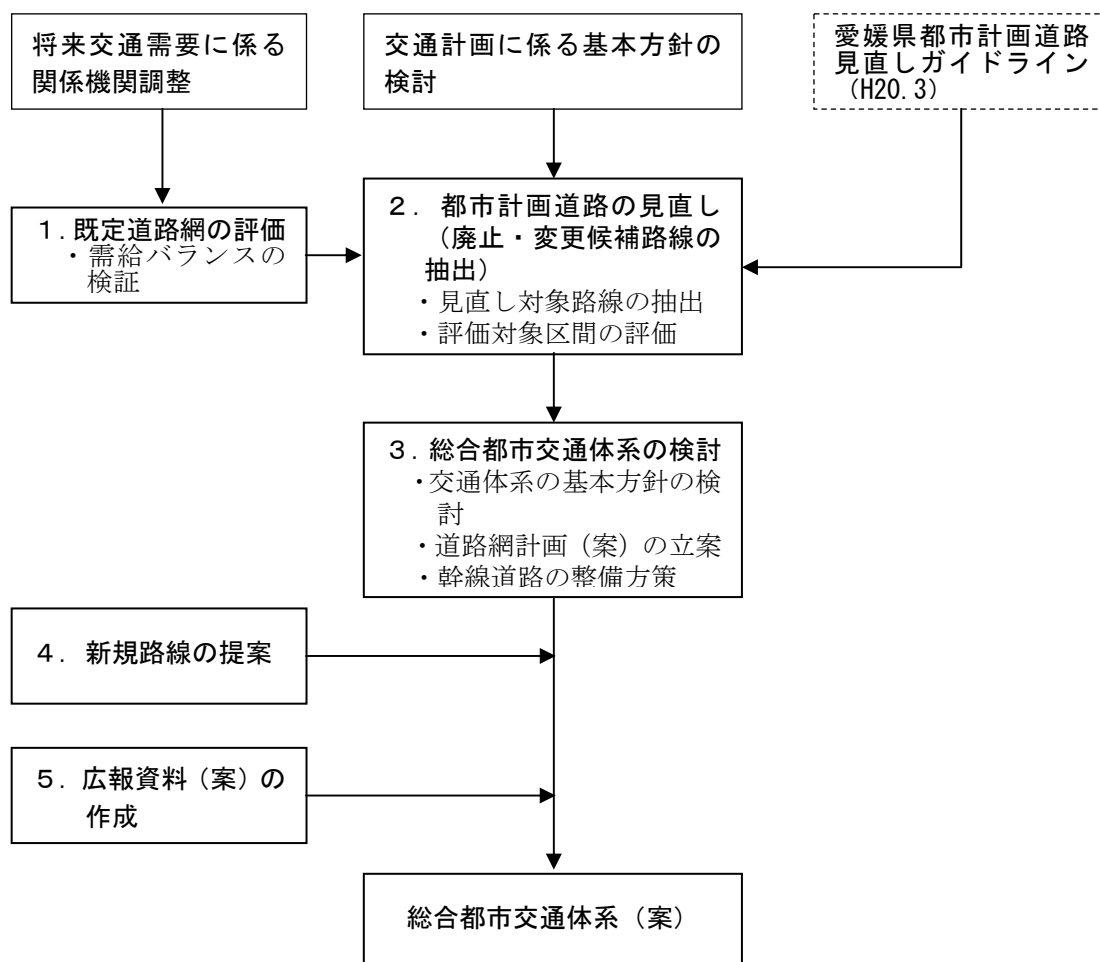 将来交通需要に係る
関係機関調整
交通計画に係る基本方針の
検討
愛媛県都市計画道路
見直しガイドライン
(H20.3)
1.既定道路網の評価
・需給バランスの
検証
2．都市計画道路の見直し
(廃止・変更候補路線の
抽出)
・見直し対象路線の抽出
・評価対象区間の評価
3．総合都市交通体系の検討
・交通体系の基本方針の検
討
・道路網計画（案）の立案
・幹線道路の整備方策
4．新規路線の提案
5．広報資料（案）の
作成
総合都市交通体系（案）